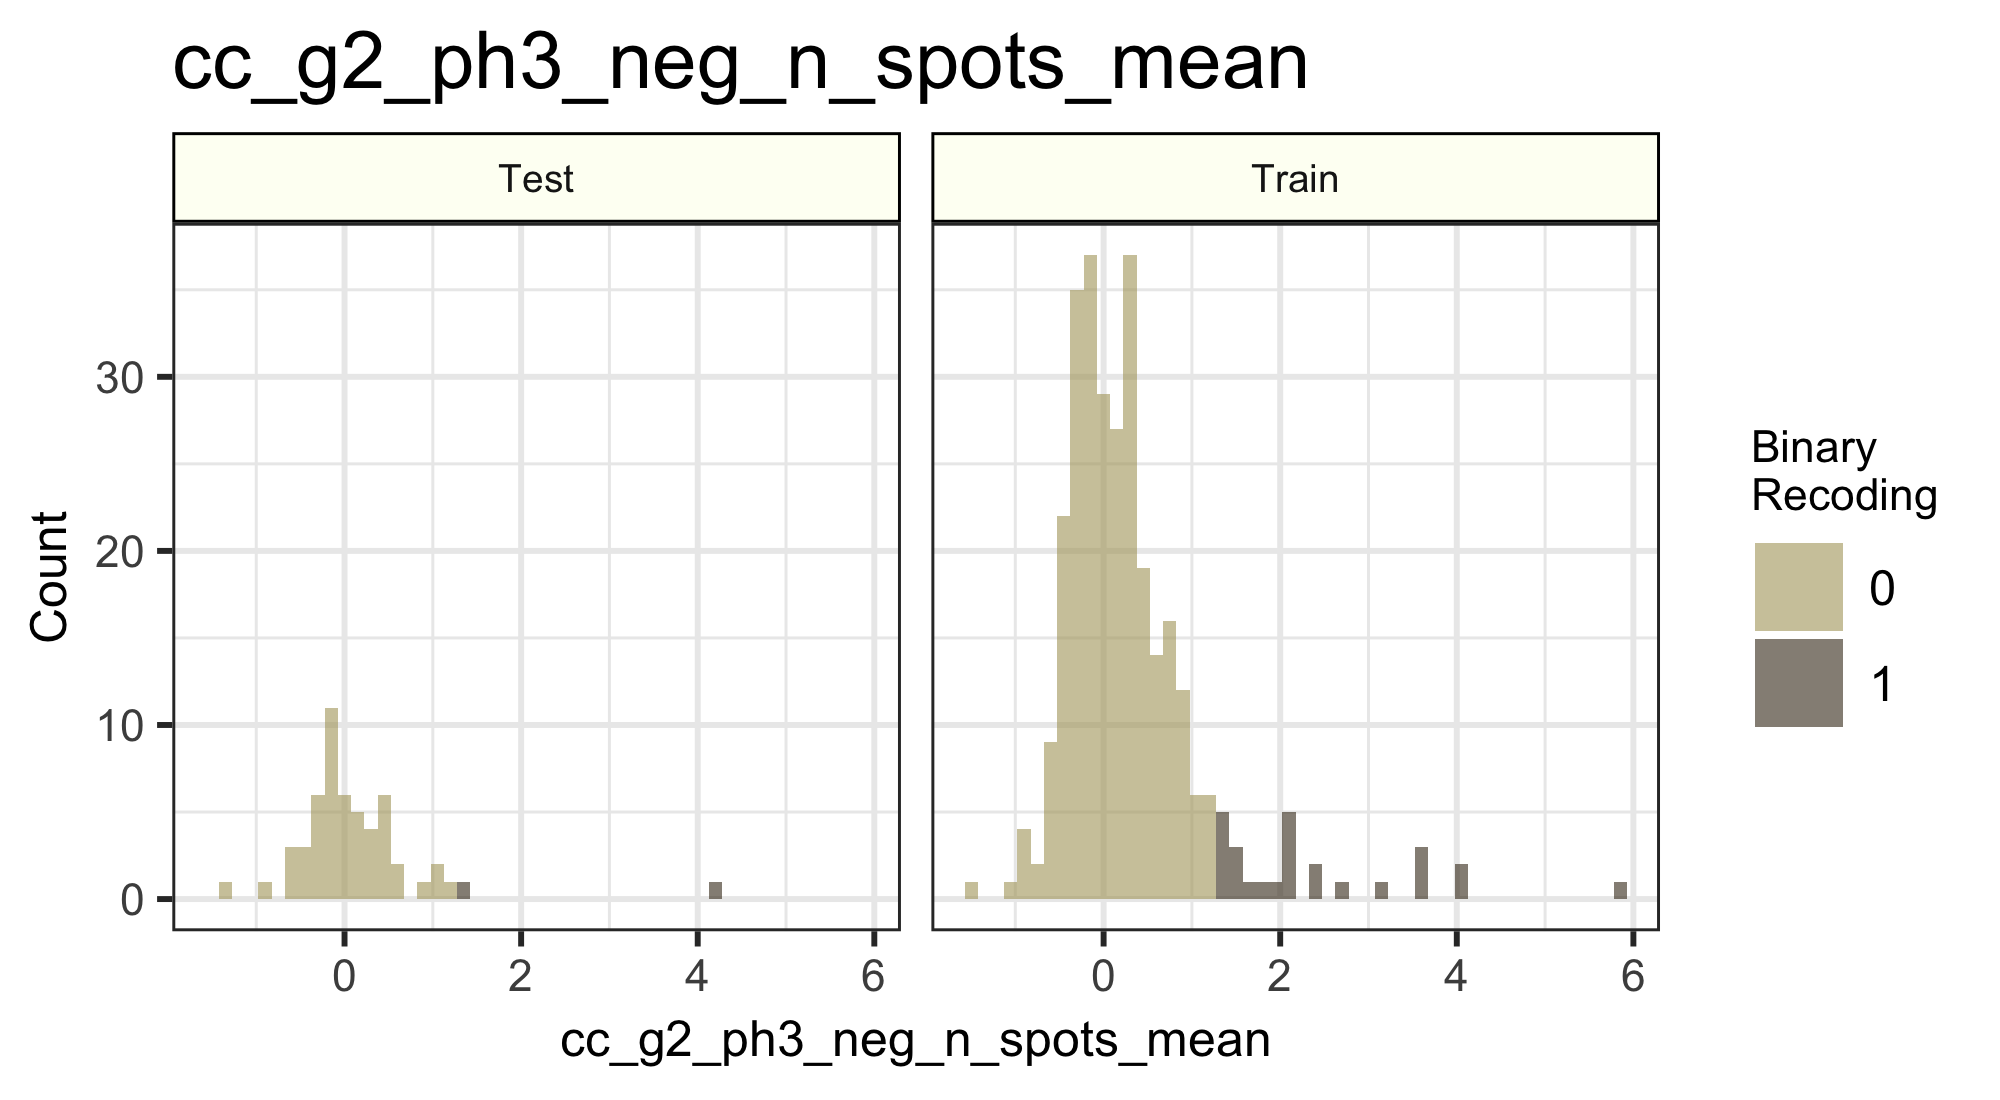 cc_g2_ph3_neg_n_spots_mean
Test
Train
Count
30
20
10
0
0 2 4 6
0 2 4 6
cc_g2_ph3_neg_n_spots_mean
Binary
Recoding
0
1